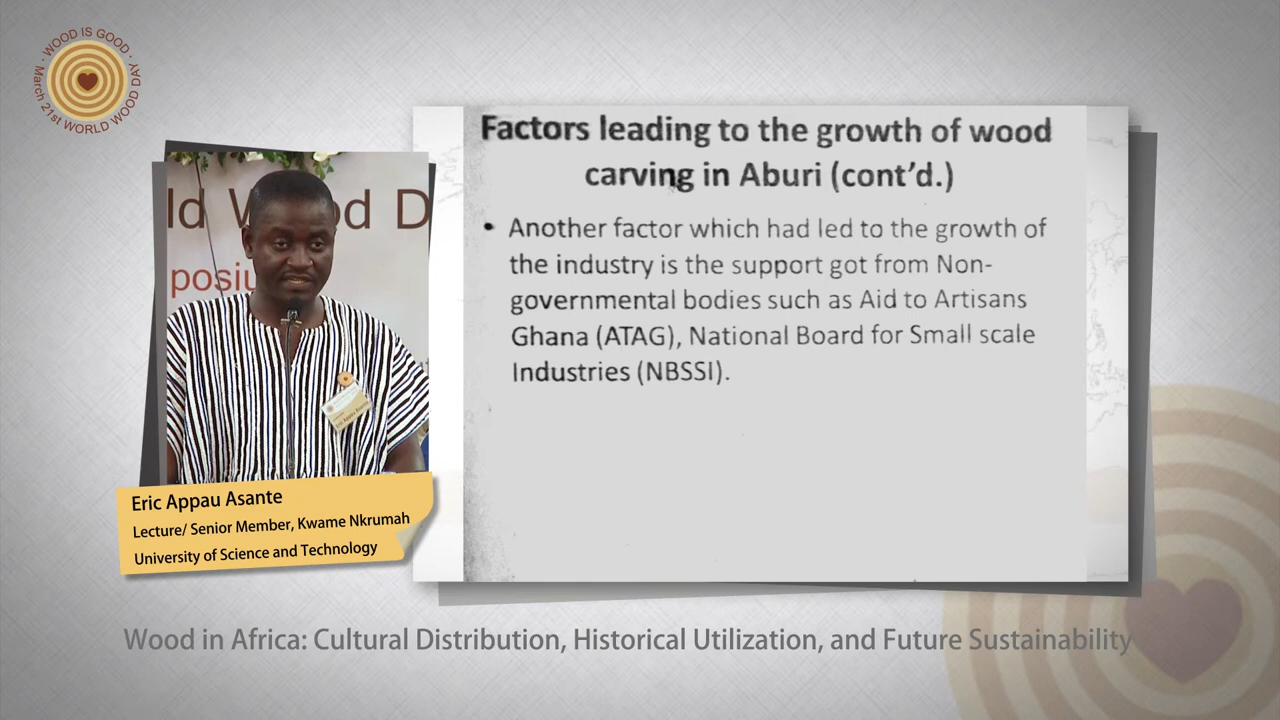 WOOD IS GOOD · March 21st WORLD WOOD DAY ·
Factors leading to the growth of wood
carving in Aburi (cont'd.)
• Another factor which had led to the growth of
the industry is the support got from Non-
governmental bodies such as Aid to Artisans
Ghana (ATAG), National Board for Small scale
Industries (NBSSI).
ld Wood D
posiu
Eric Appau Asante
Lecture/ Senior Member, Kwame Nkrumah
University of Science and Technology
Wood in Africa: Cultural Distribution, Historical Utilization, and Future Sustainability